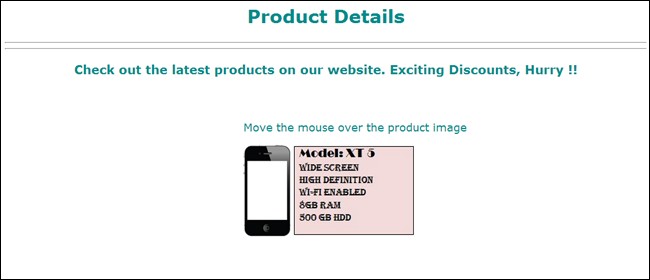 Product Details
Check out the latest products on our website. Exciting Discounts, Hurry !!
Move the mouse over the product image
Model: XT 5
WIDE SCREEN
HIGH DEFINITION
WI-FI ENABLED
8GB RAM
500 GB HDD